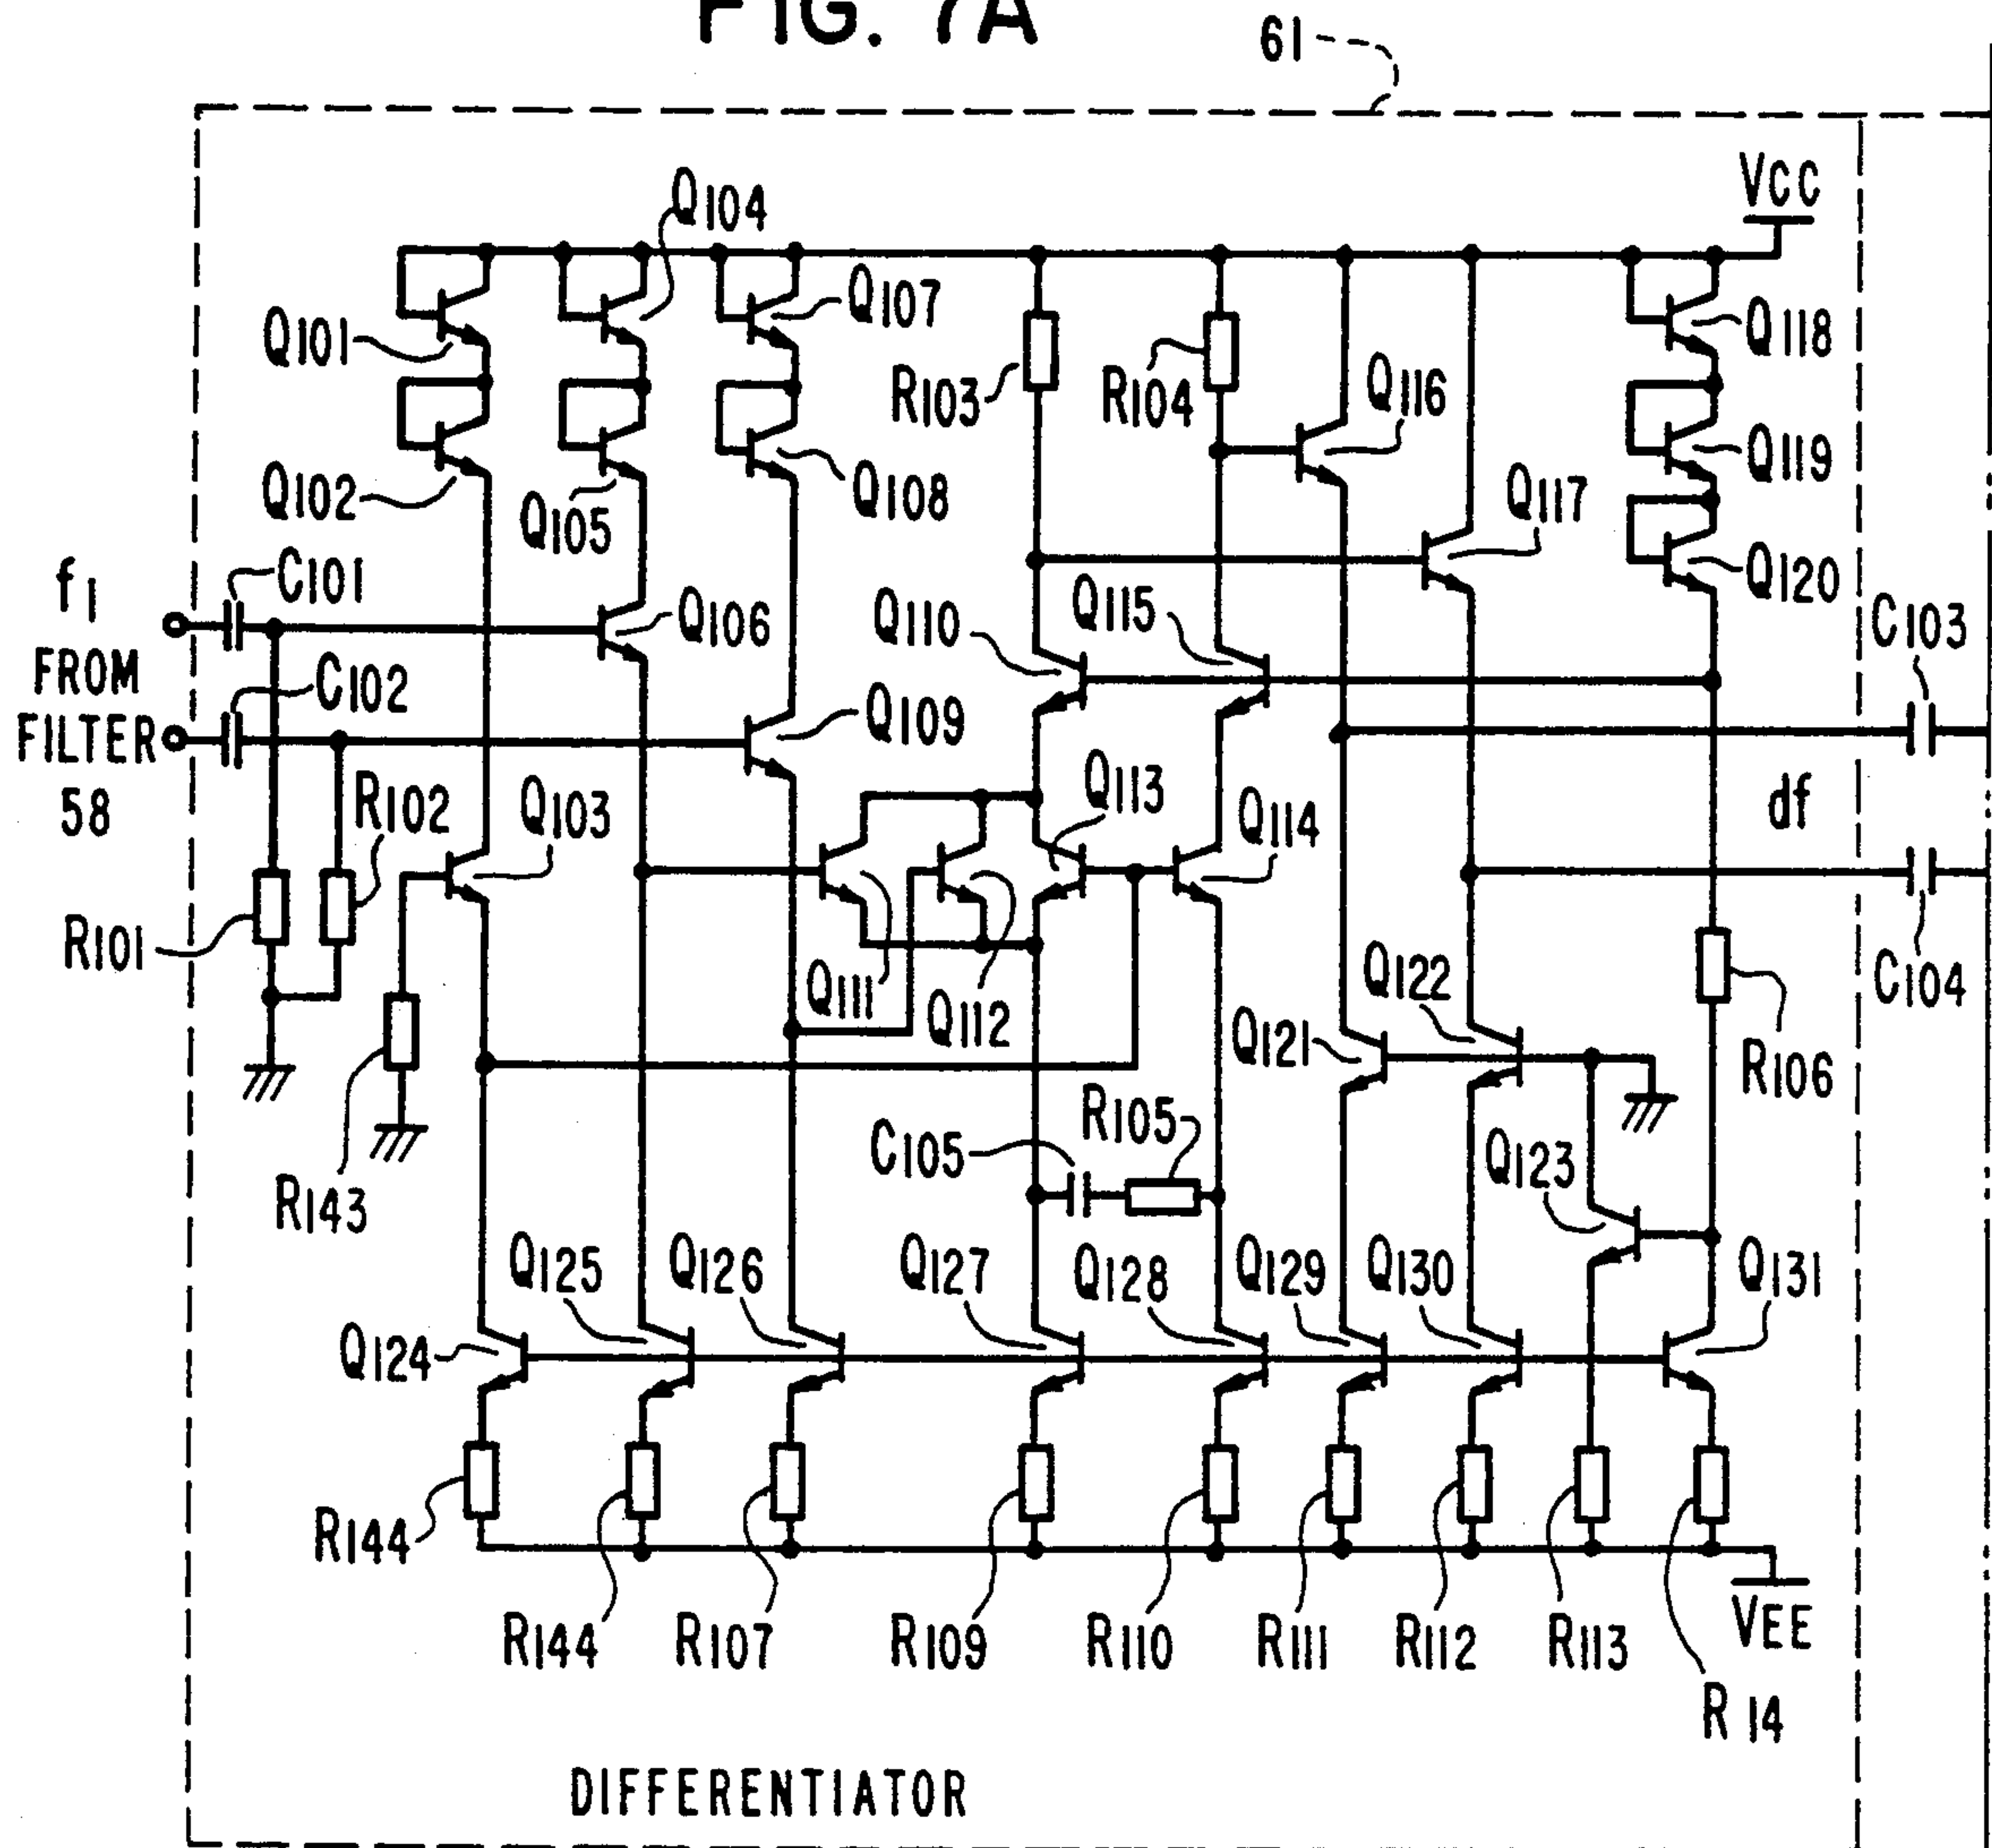 FIG. 7A
61
VCC
Q104
Q107
Q101
Q118
R103
R104
Q116
Q102
Q105
Q108
Q119
Q117
f1
C101
Q120
Q106
Q110
Q115
C103
FROM
C102
FILTER
Q109
58
R102
Q103
Q113
Q114
df
R101
Q111
Q112
Q122
C104
Q121
R106
R105
C105
Q123
R143
Q125
Q126
Q127
Q128
Q129
Q130
Q131
Q124
R144
R144
R107
R109
R110
R111
R112
R113
VEE
R14
DIFFERENTIATOR